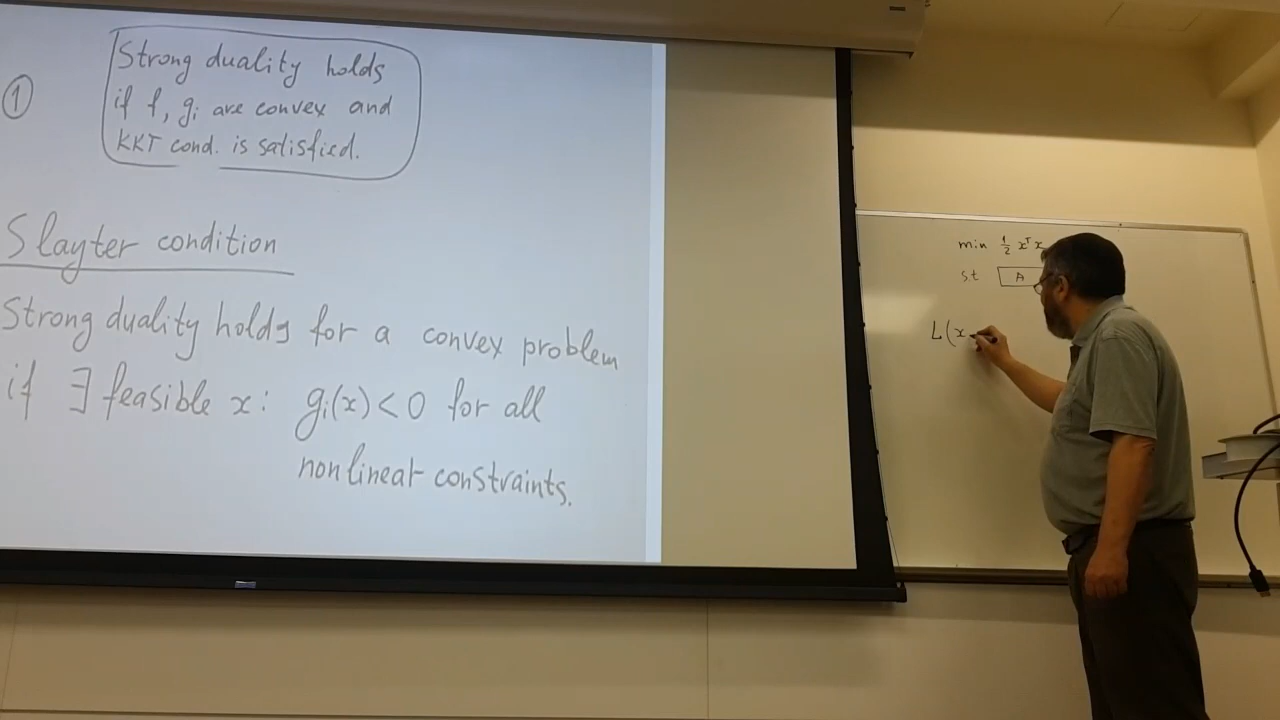 ① Strong duality holds
if f, gᵢ are convex and
KKT cond. is satisfied.
Slayter condition
Strong duality holds for a convex problem
if ∃ feasible x: gᵢ(x) < 0 for all
nonlinear constraints.
min ½ xᵀx
s.t A
L(x